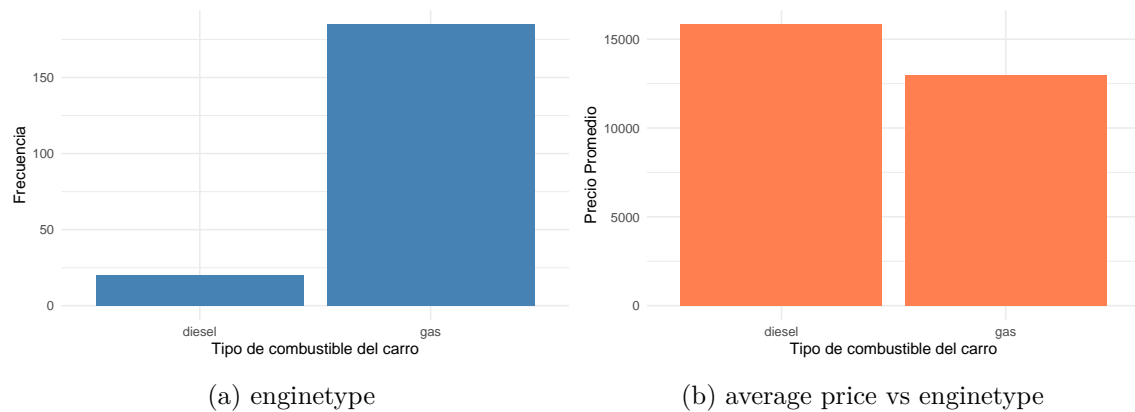 Frecuencia
150
100
50
0
diesel
gas
Tipo de combustible del carro
(a) enginetype
Precio Promedio
15000
10000
5000
0
diesel
gas
Tipo de combustible del carro
(b) average price vs enginetype